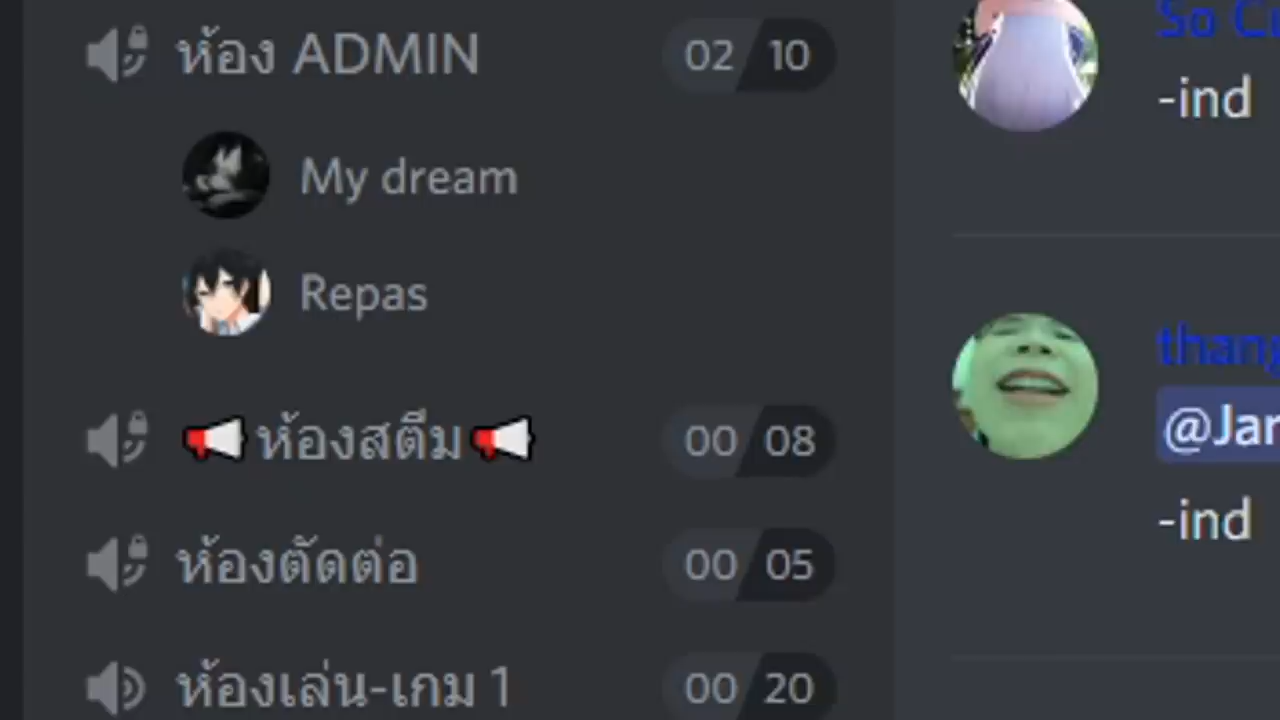 ห้อง ADMIN 02 10
My dream
Repas
📢ห้องสตึม📢 00 08
ห้องตัดต่อ 00 05
ห้องเล่น-เกม 1 00 20
So
-ind
thang
@Jar
-ind